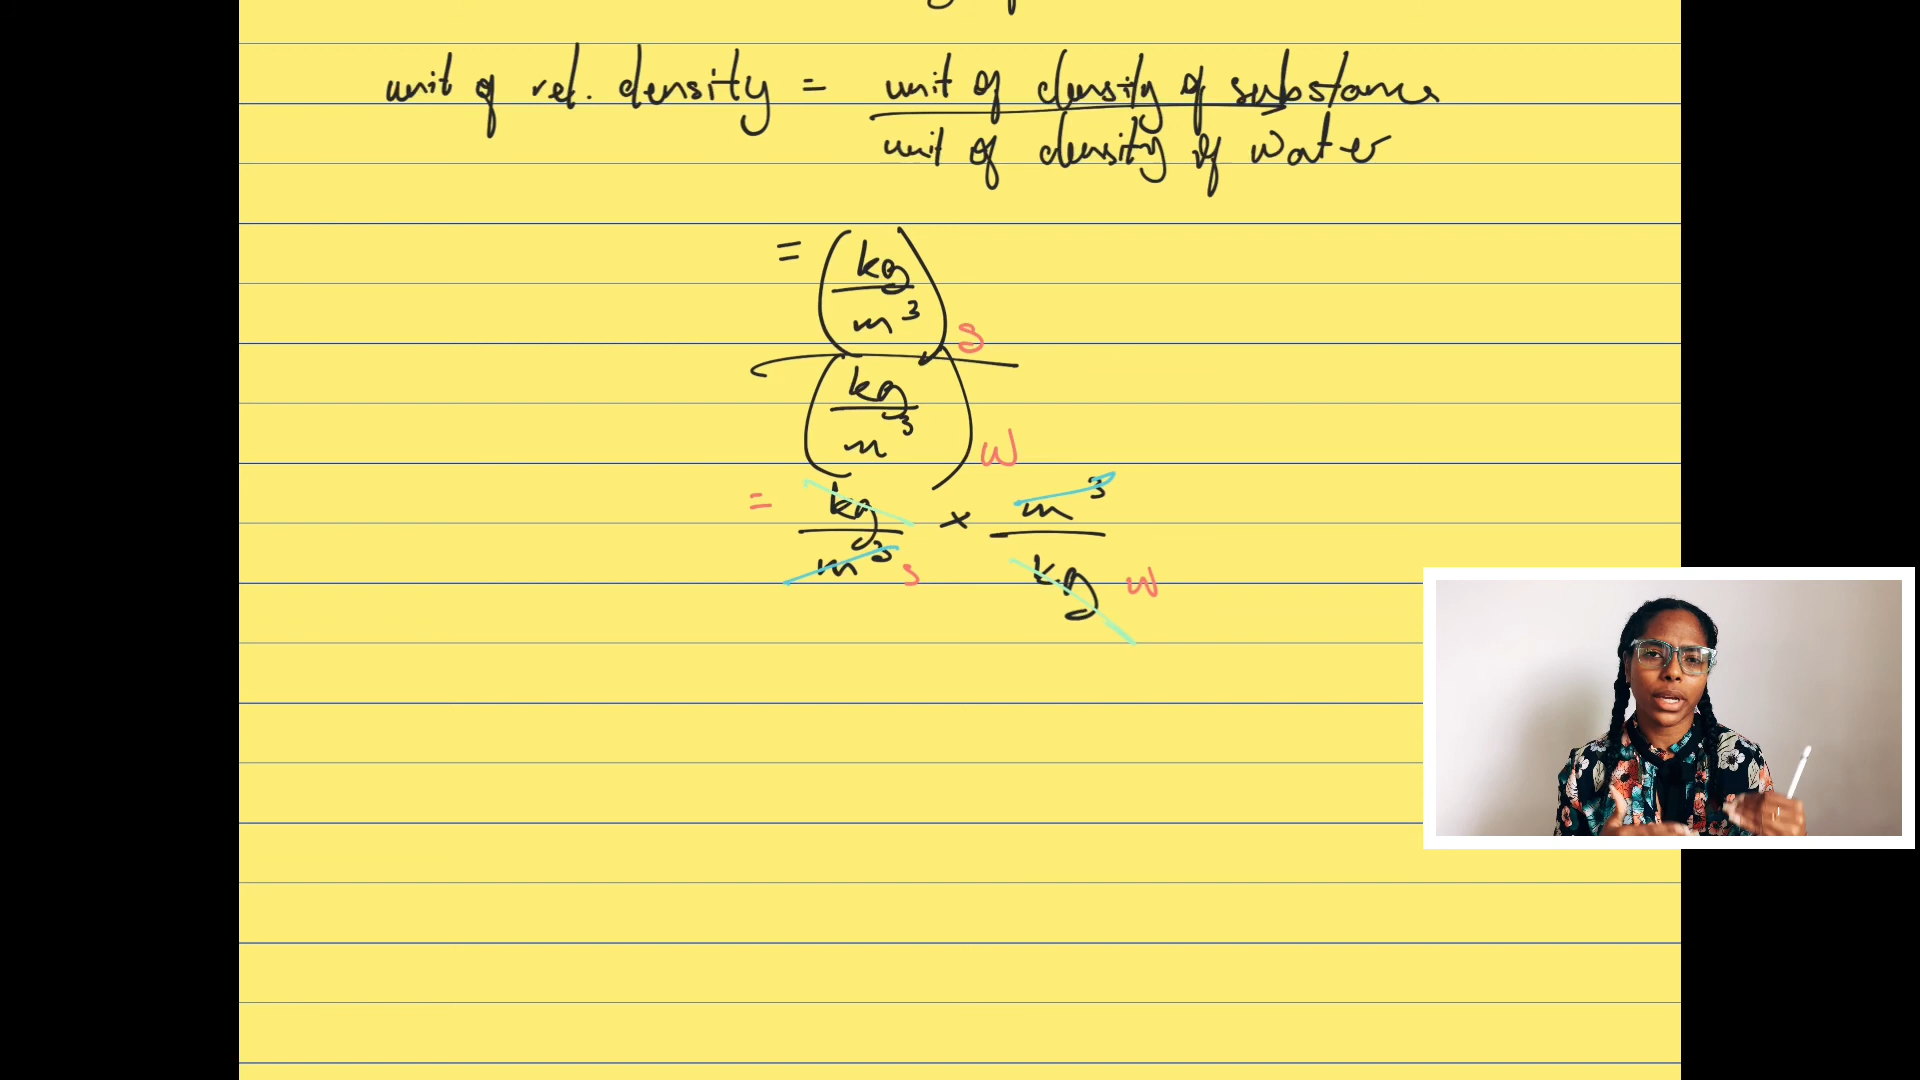 unit of rel. density = unit of density of substance
unit of density of water
= (kg
m³) s
(kg
m³) w
= kg × m³
m³ s kg w